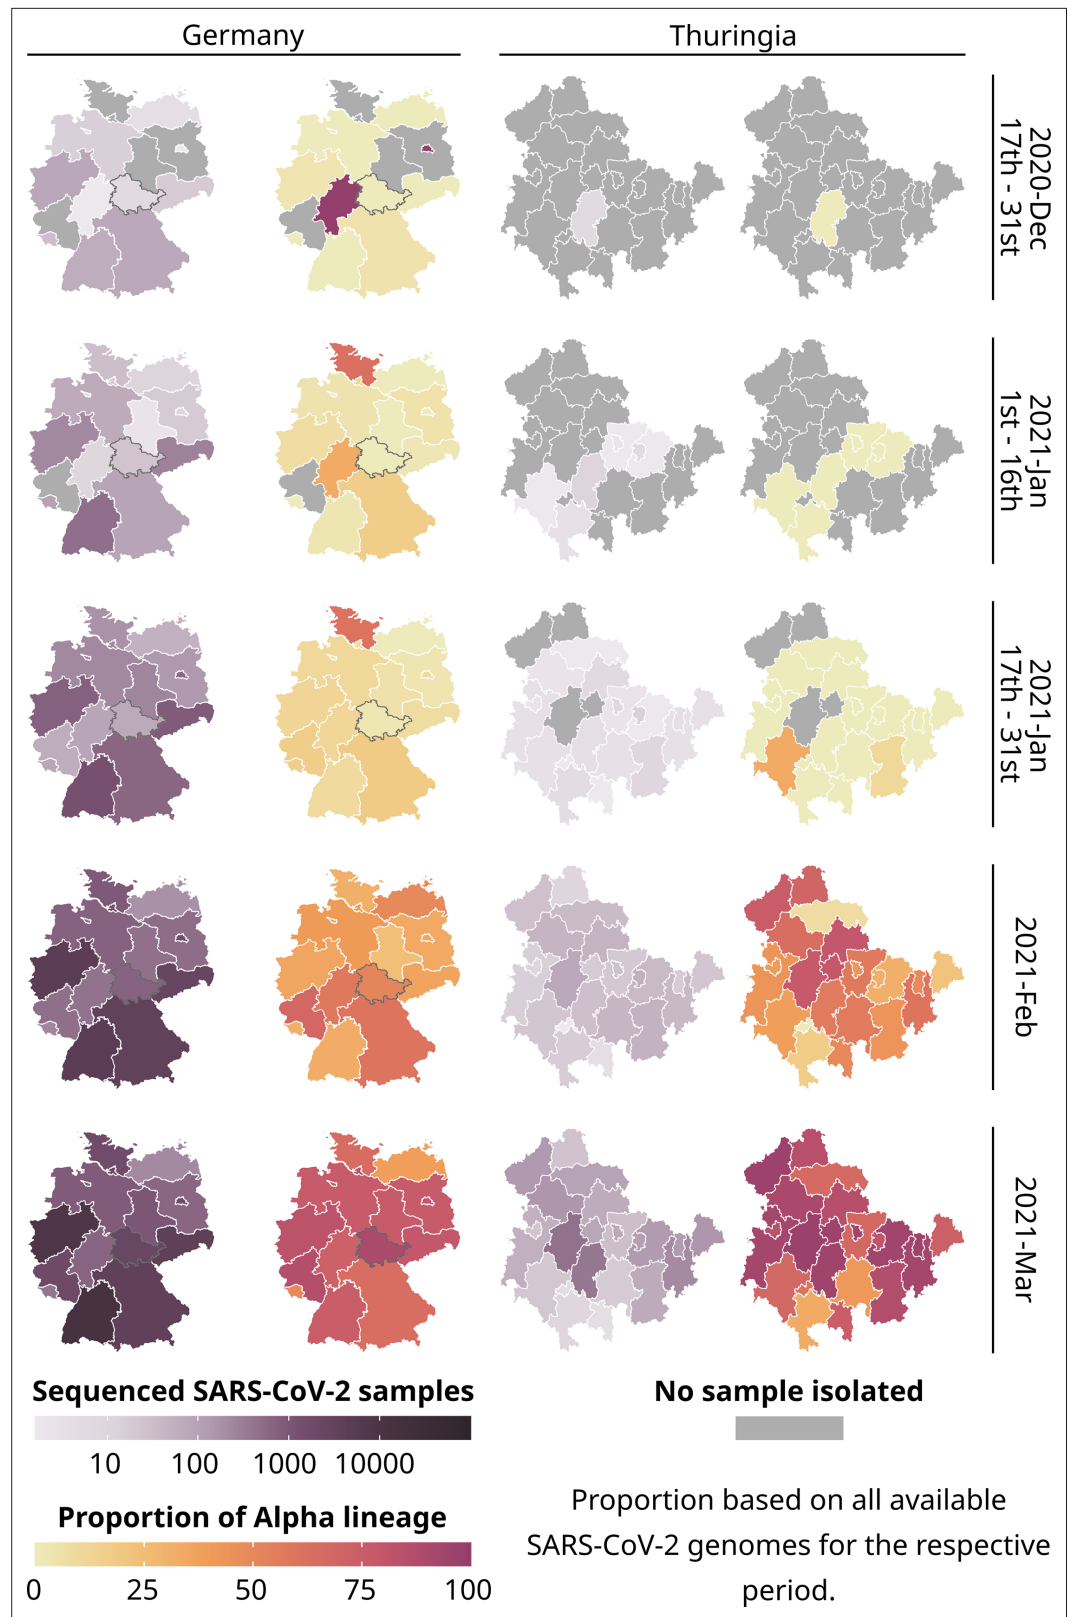 Germany
Thuringia
2020-Dec
17th - 31st
2021-Jan
1st - 16th
2021-Jan
17th - 31st
2021-Feb
2021-Mar
Sequenced SARS-CoV-2 samples
10 100 1000 10000
Proportion of Alpha lineage
0 25 50 75 100
No sample isolated
Proportion based on all available
SARS-CoV-2 genomes for the respective
period.